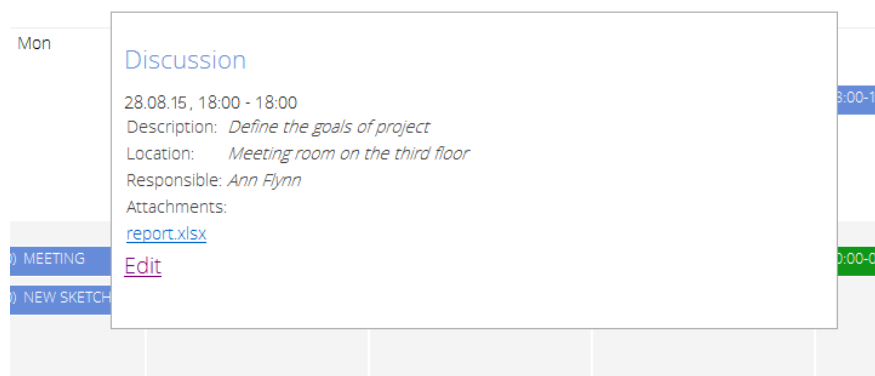 Mon
Discussion
28.08.15, 18:00 - 18:00
Description: Define the goals of project
Location: Meeting room on the third floor
Responsible: Ann Flynn
Attachments:
report.xlsx
Edit
MEETING
NEW SKETCH